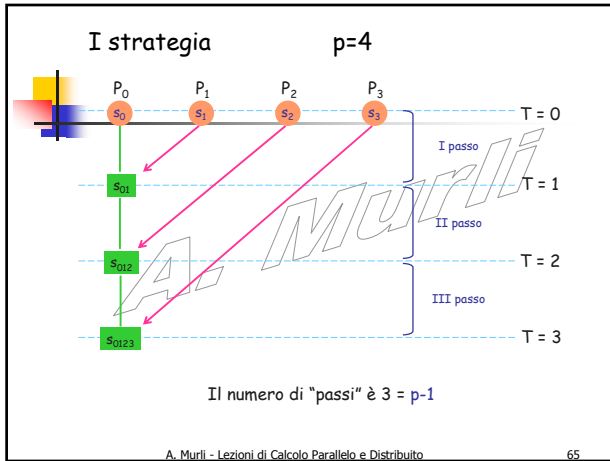 I strategia p=4
P0 P1 P2 P3
s0 s1 s2 s3 T = 0
I passo
s01 T = 1
II passo
s012 T = 2
III passo
s0123 T = 3
A. Murli
Il numero di “passi” è 3 = p-1
A. Murli - Lezioni di Calcolo Parallelo e Distribuito 65